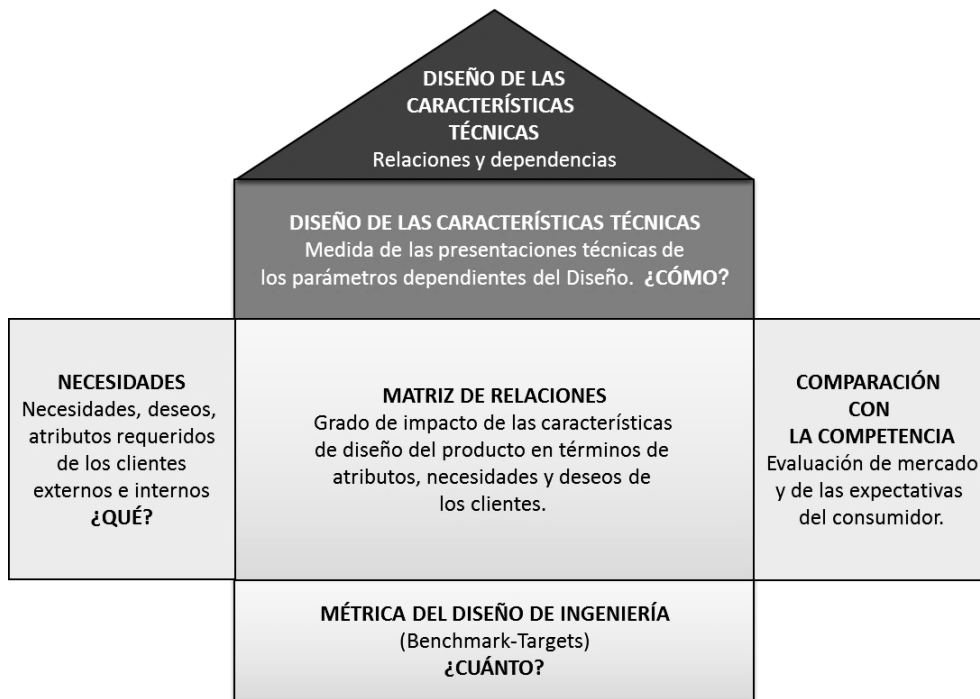 DISEÑO DE LAS
CARACTERÍSTICAS
TÉCNICAS
Relaciones y dependencias
DISEÑO DE LAS CARACTERÍSTICAS TÉCNICAS
Medida de las presentaciones técnicas de
los parámetros dependientes del Diseño. ¿CÓMO?
NECESIDADES
Necesidades, deseos,
atributos requeridos
de los clientes
externos e internos
¿QUÉ?
MATRIZ DE RELACIONES
Grado de impacto de las características
de diseño del producto en términos de
atributos, necesidades y deseos de
los clientes.
COMPARACIÓN
CON
LA COMPETENCIA
Evaluación de mercado
y de las expectativas
del consumidor.
MÉTRICA DEL DISEÑO DE INGENIERÍA
(Benchmark-Targets)
¿CUÁNTO?